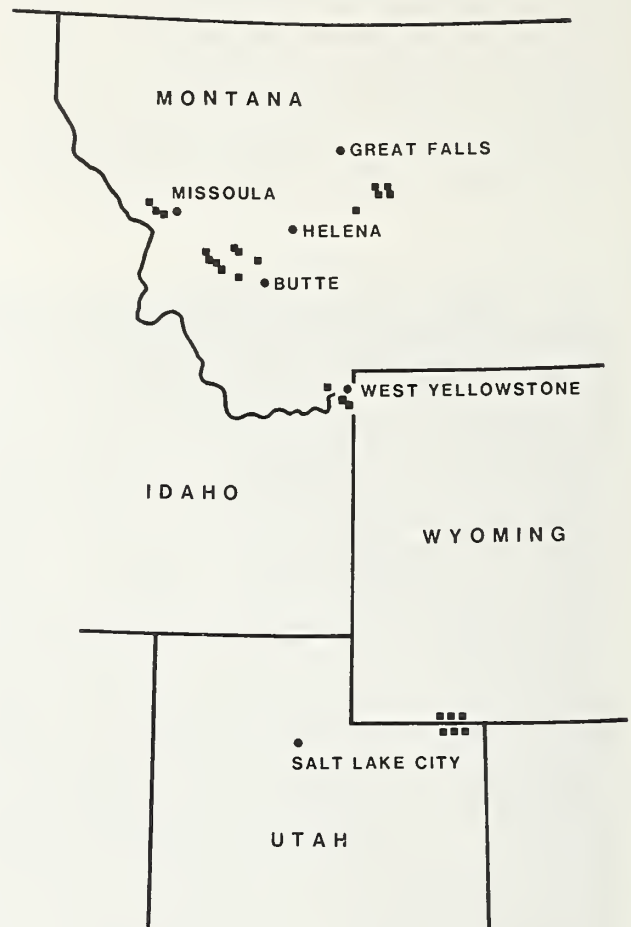 MONTANA
GREAT FALLS
MISSOULA
HELENA
BUTTE
WEST YELLOWSTONE
IDAHO
WYOMING
SALT LAKE CITY
UTAH